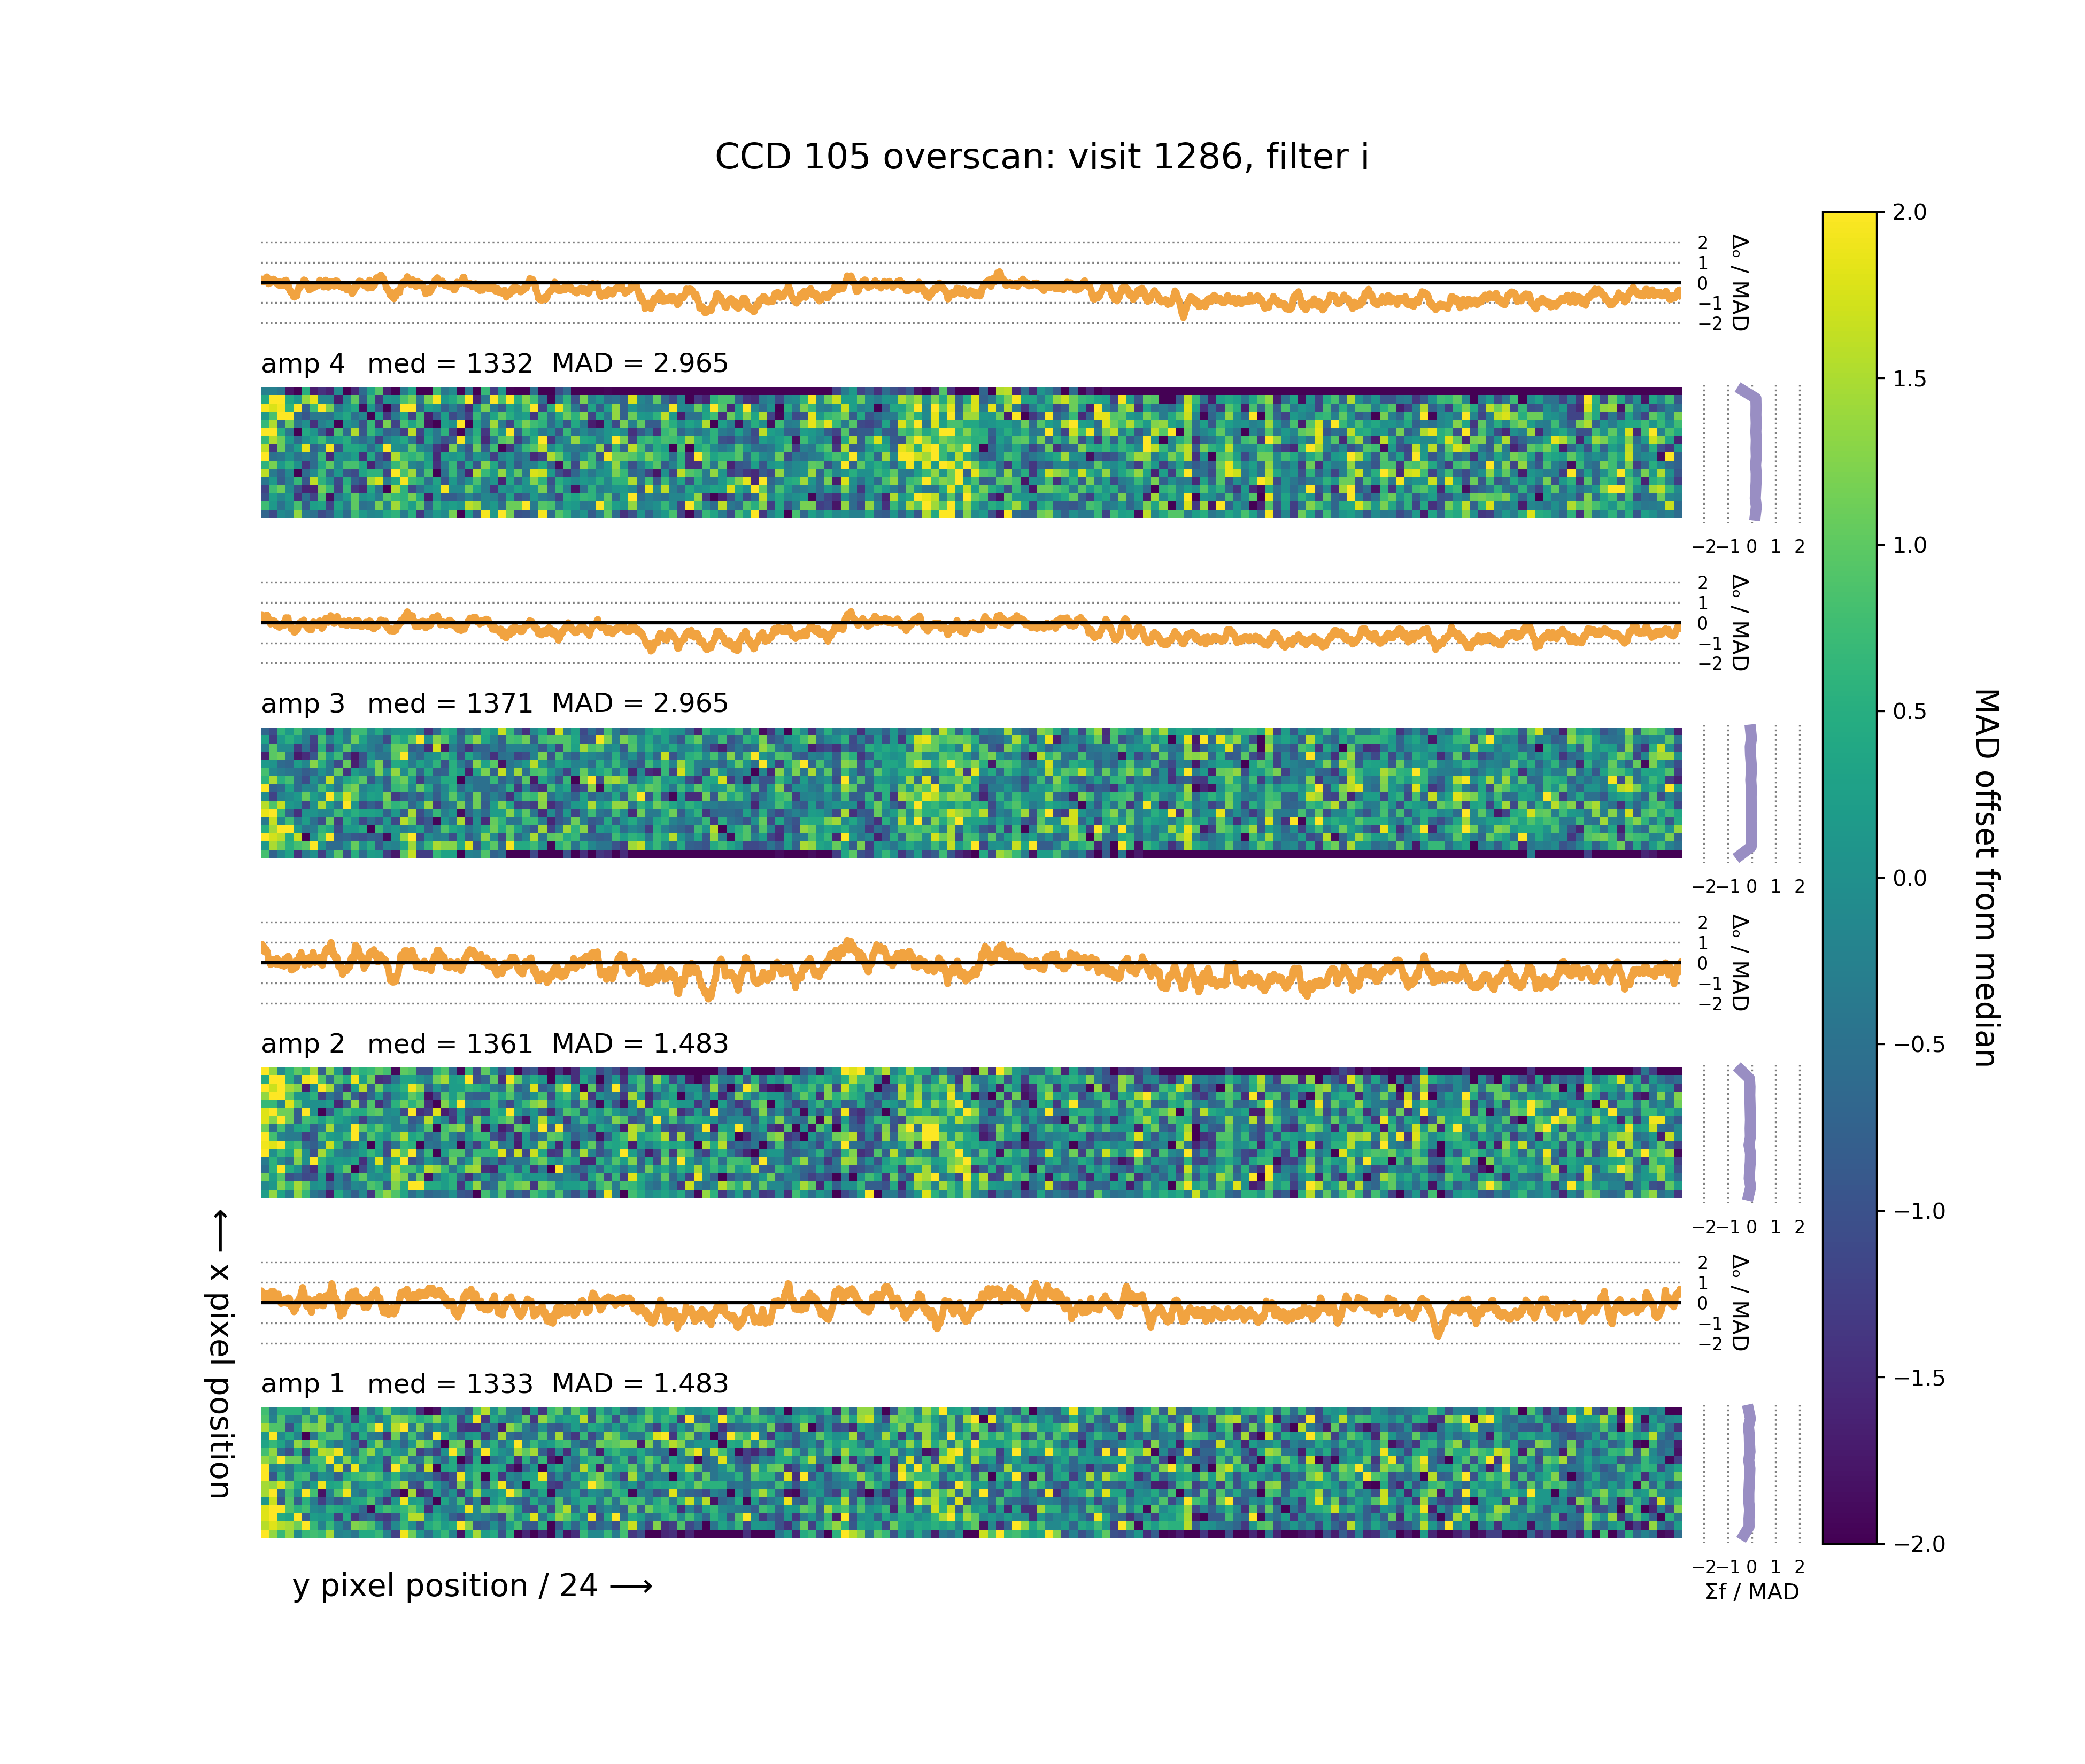 CCD 105 overscan: visit 1286, filter i
2
1
0
−1
−2
Δₒ / MAD
amp 4 med = 1332 MAD = 2.965
−2 −1 0 1 2
2
1
0
−1
−2
Δₒ / MAD
amp 3 med = 1371 MAD = 2.965
−2 −1 0 1 2
2
1
0
−1
−2
Δₒ / MAD
amp 2 med = 1361 MAD = 1.483
−2 −1 0 1 2
2
1
0
−1
−2
Δₒ / MAD
amp 1 med = 1333 MAD = 1.483
−2 −1 0 1 2
Σf / MAD
⟵ x pixel position
y pixel position / 24 ⟶
2.0
1.5
1.0
0.5
0.0
−0.5
−1.0
−1.5
−2.0
MAD offset from median